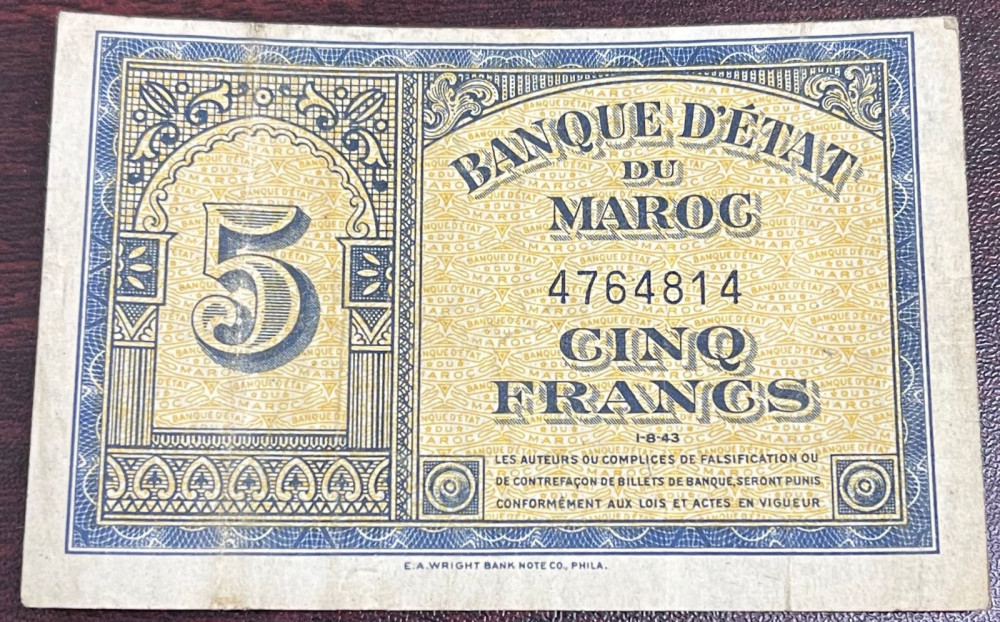 5
BANQUE D'ÉTAT
DU
MAROC
4764814
CINQ
FRANCS
1-8-43
LES AUTEURS OU COMPLICES DE FALSIFICATION OU
DE CONTREFAÇON DE BILLETS DE BANQUE, SERONT PUNIS
CONFORMÉMENT AUX LOIS ET ACTES EN VIGUEUR
E.A. WRIGHT BANK NOTE CO., PHILA.